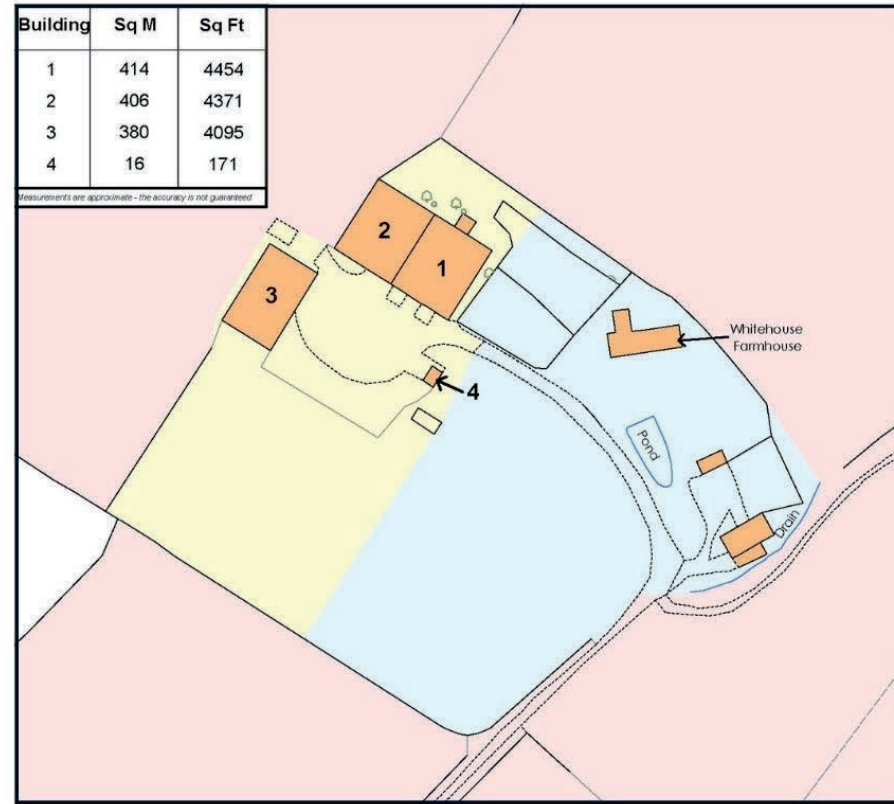 Building Sq M Sq Ft
1 414 4454
2 406 4371
3 380 4095
4 16 171
Measurements are approximate - the accuracy is not guaranteed
2
1
3
Whitehouse
Farmhouse
4
Pond
Drain